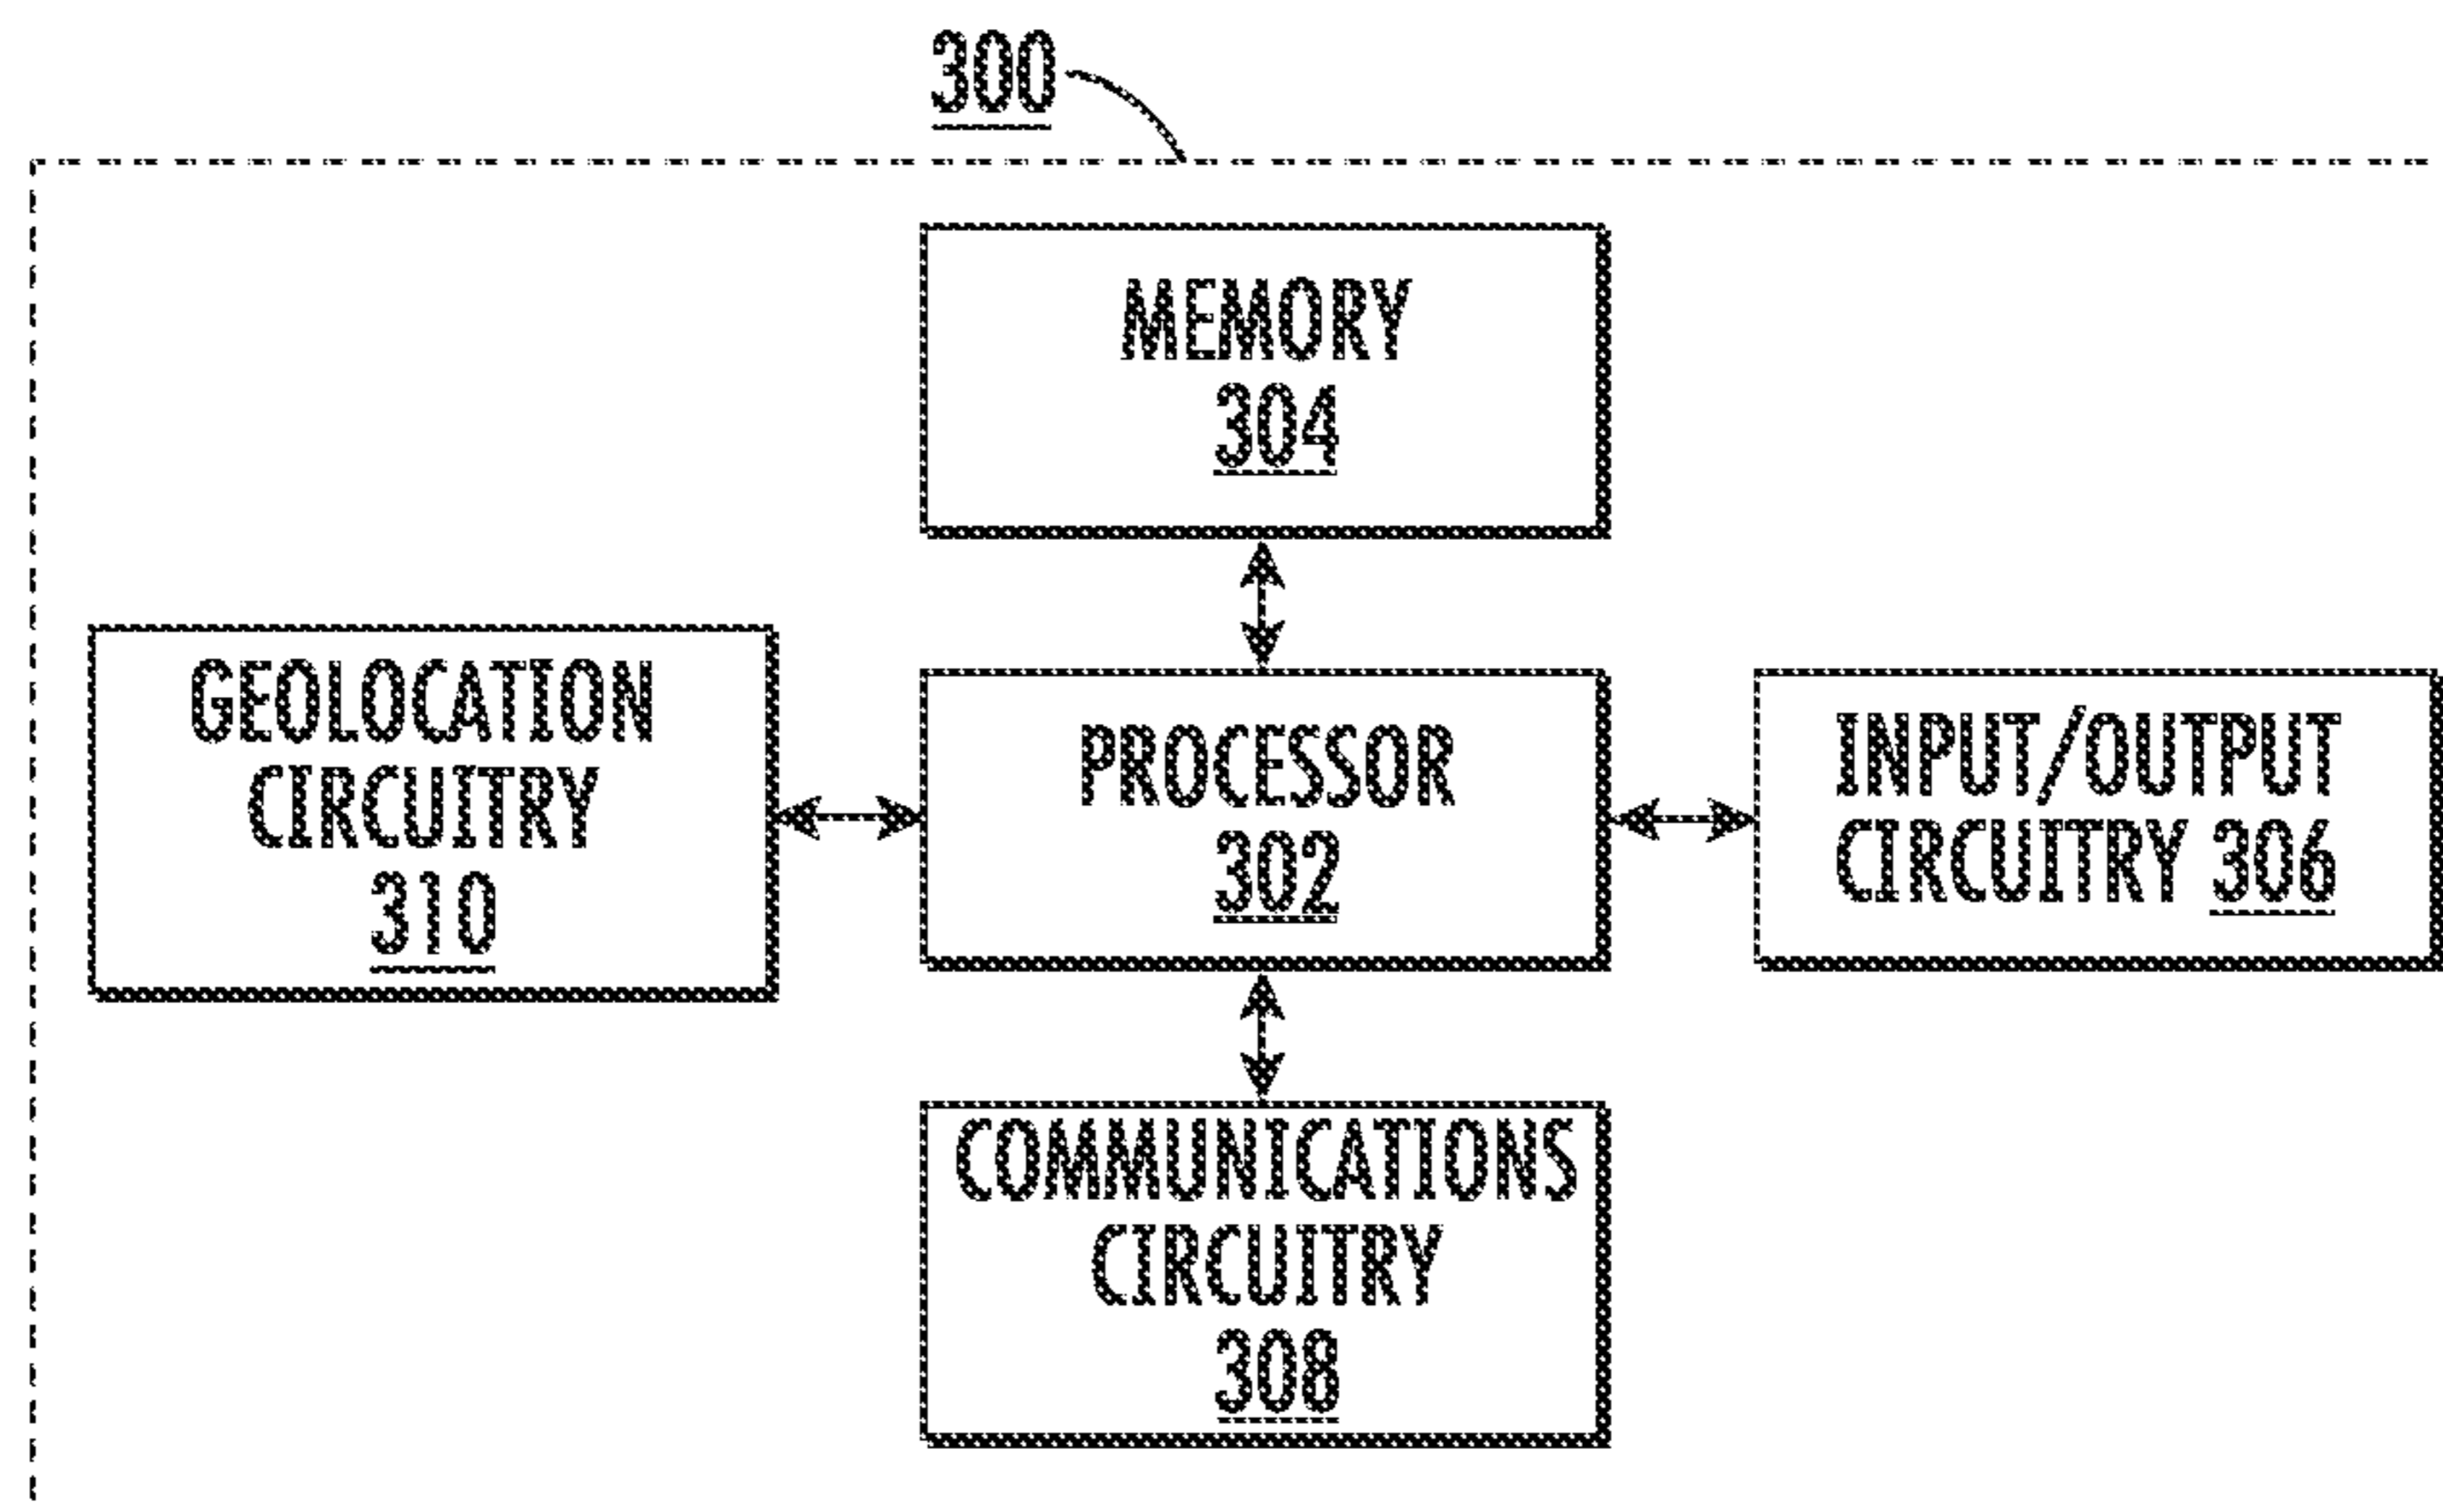 300
MEMORY
304
GEOLOCATION
CIRCUITRY
310
PROCESSOR
302
INPUT/OUTPUT
CIRCUITRY 306
COMMUNICATIONS
CIRCUITRY
308